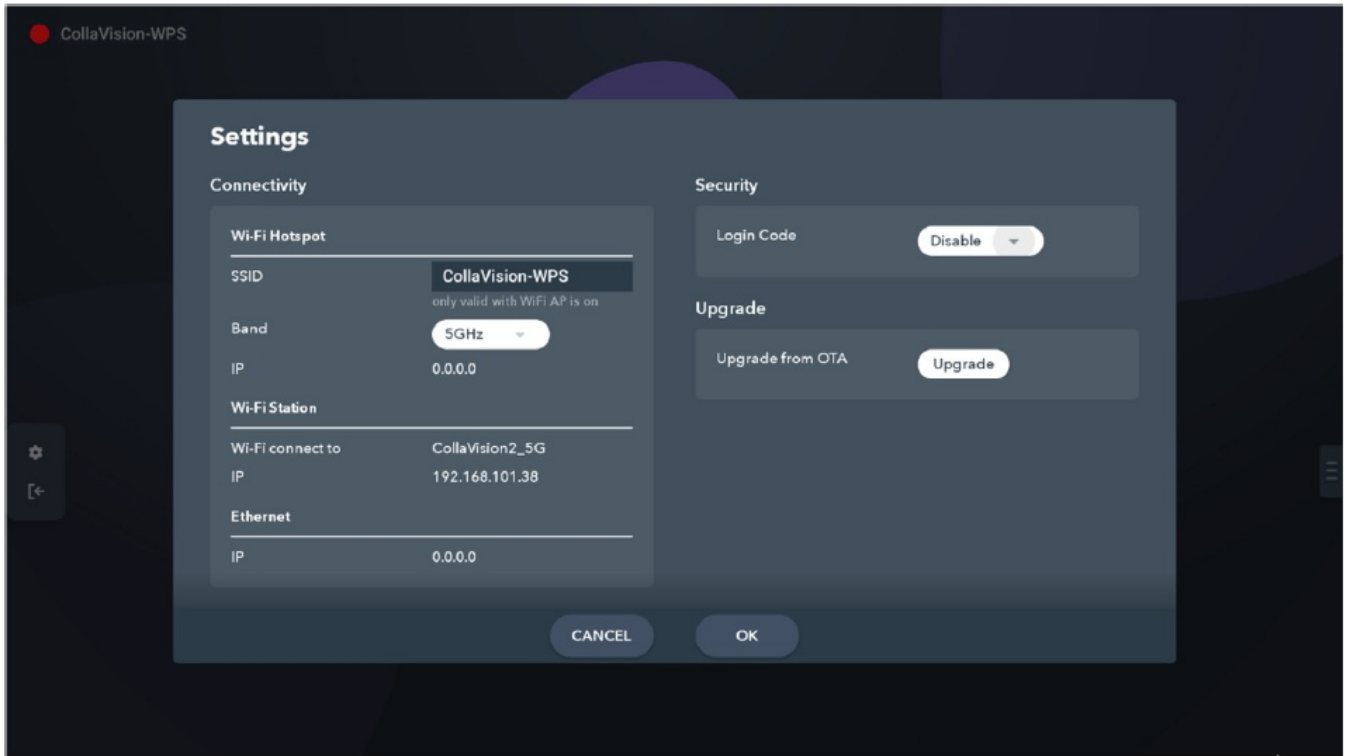 CollaVision-WPS
Settings
Connectivity
Wi-Fi Hotspot
SSID CollaVision-WPS
only valid with WiFi AP is on
Band 5GHz
IP 0.0.0.0
Wi-Fi Station
Wi-Fi connect to CollaVision2_5G
IP 192.168.101.38
Ethernet
IP 0.0.0.0
Security
Login Code Disable
Upgrade
Upgrade from OTA Upgrade
CANCEL OK